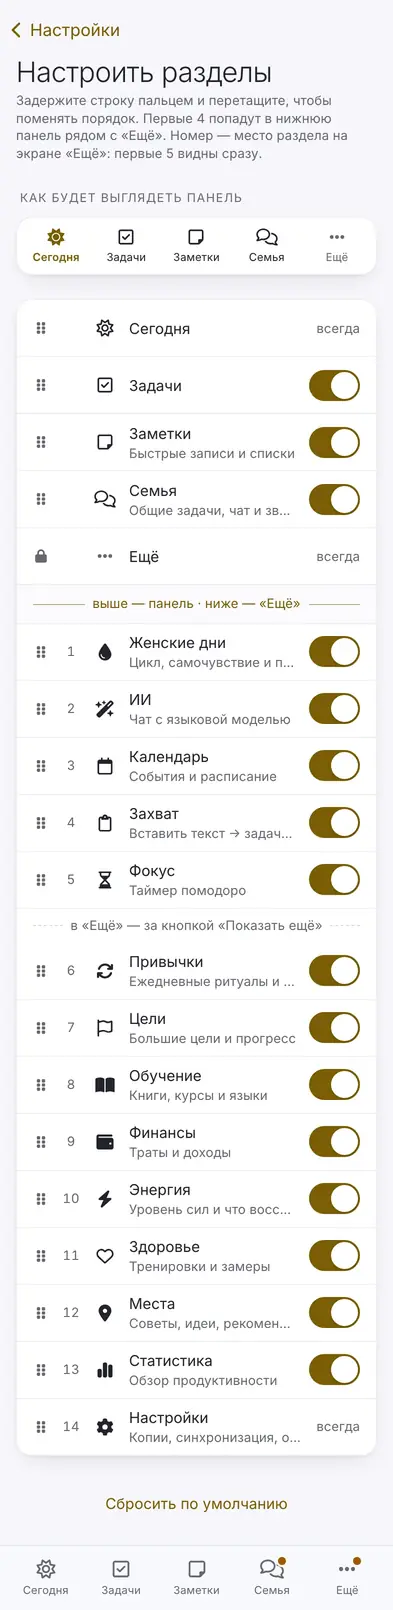 Настройки
Настроить разделы
Задержите строку пальцем и перетащите, чтобы
поменять порядок. Первые 4 попадут в нижнюю
панель рядом с «Ещё». Номер — место раздела на
экране «Ещё»: первые 5 видны сразу.
КАК БУДЕТ ВЫГЛЯДЕТЬ ПАНЕЛЬ
Сегодня Задачи Заметки Семья Ещё
Сегодня всегда
Задачи
Заметки
Быстрые записи и списки
Семья
Общие задачи, чат и зв...
Ещё всегда
выше — панель · ниже — «Ещё»
1 Женские дни
Цикл, самочувствие и п...
2 ИИ
Чат с языковой моделью
3 Календарь
События и расписание
4 Захват
Вставить текст → задач...
5 Фокус
Таймер помодоро
в «Ещё» — за кнопкой «Показать ещё»
6 Привычки
Ежедневные ритуалы и ...
7 Цели
Большие цели и прогресс
8 Обучение
Книги, курсы и языки
9 Финансы
Траты и доходы
10 Энергия
Уровень сил и что восс...
11 Здоровье
Тренировки и замеры
12 Места
Советы, идеи, рекомен...
13 Статистика
Обзор продуктивности
14 Настройки всегда
Копии, синхронизация, о...
Сбросить по умолчанию
Сегодня Задачи Заметки Семья Ещё